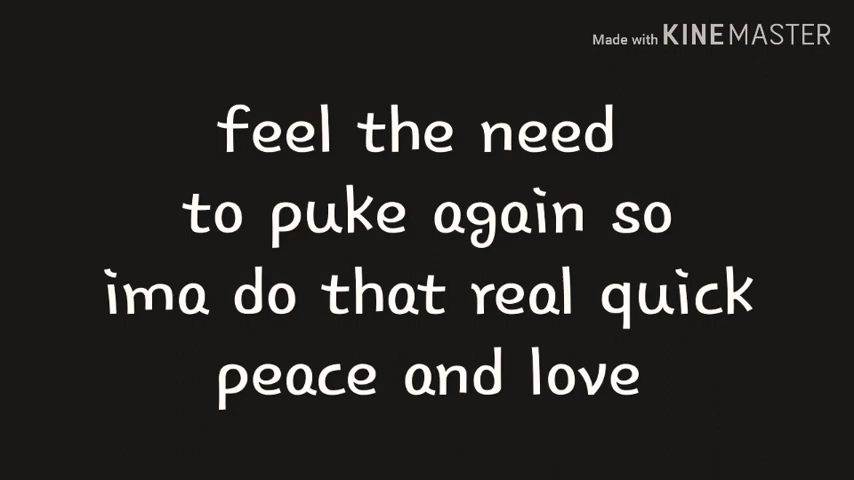 Made with KINEMASTER
feel the need
to puke again so
ima do that real quick
peace and love